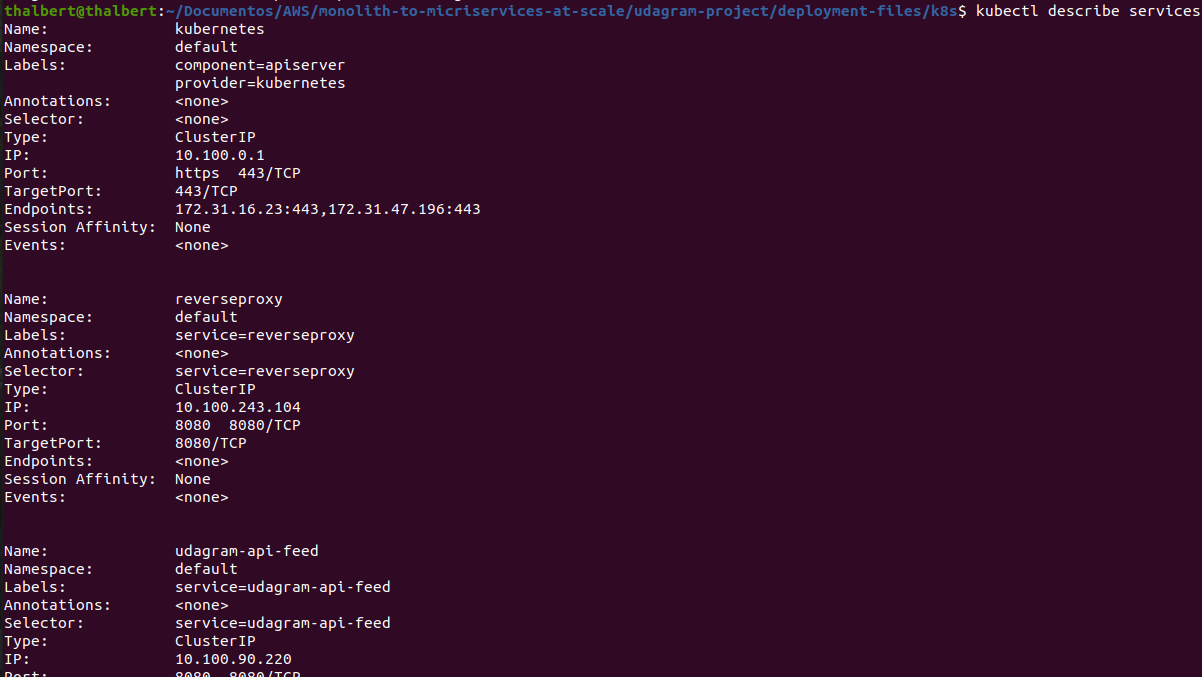 thalbert@thalbert:~/Documentos/AWS/monolith-to-micriservices-at-scale/udagram-project/deployment-files/k8s$ kubectl describe services
Name:              kubernetes
Namespace:         default
Labels:            component=apiserver
                   provider=kubernetes
Annotations:       <none>
Selector:          <none>
Type:              ClusterIP
IP:                10.100.0.1
Port:              https  443/TCP
TargetPort:        443/TCP
Endpoints:         172.31.16.23:443,172.31.47.196:443
Session Affinity:  None
Events:            <none>
Name:              reverseproxy
Namespace:         default
Labels:            service=reverseproxy
Annotations:       <none>
Selector:          service=reverseproxy
Type:              ClusterIP
IP:                10.100.243.104
Port:              8080  8080/TCP
TargetPort:        8080/TCP
Endpoints:         <none>
Session Affinity:  None
Events:            <none>
Name:              udagram-api-feed
Namespace:         default
Labels:            service=udagram-api-feed
Annotations:       <none>
Selector:          service=udagram-api-feed
Type:              ClusterIP
IP:                10.100.90.220
Port:              8080  8080/TCP